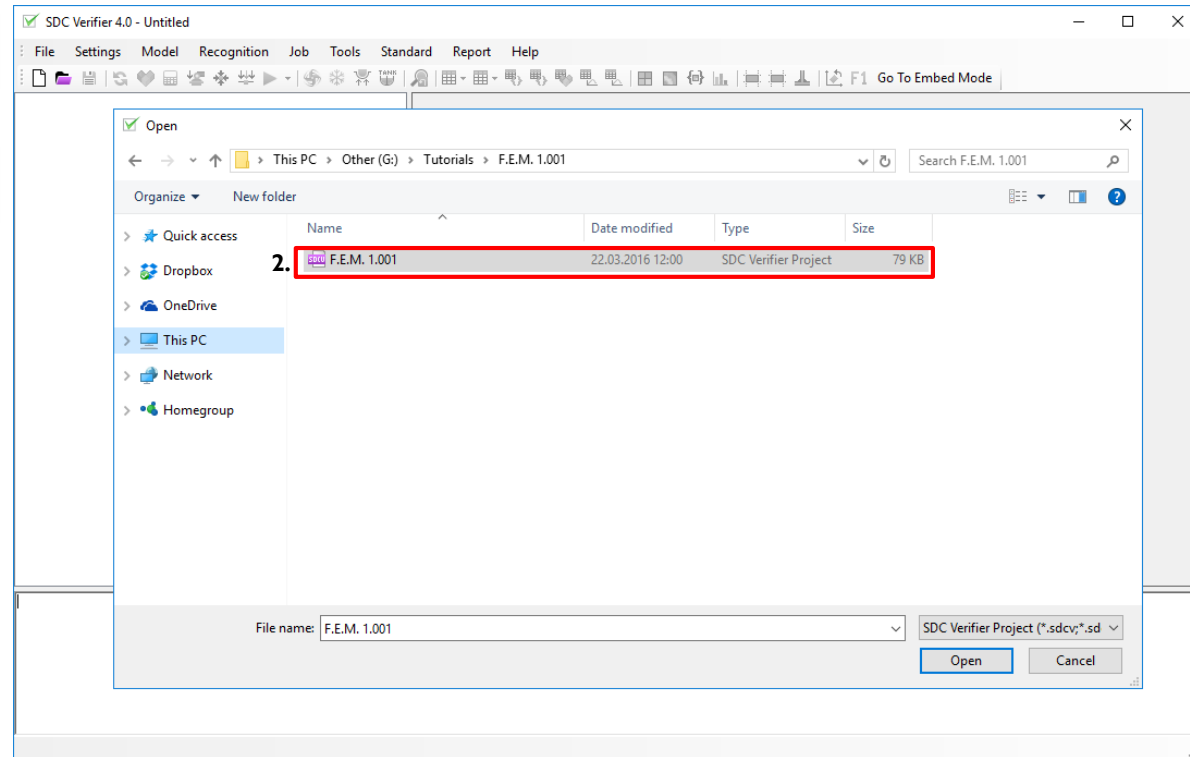 SDC Verifier 4.0 - Untitled
File Settings Model Recognition Job Tools Standard Report Help
F1 Go To Embed Mode
Open
This PC › Other (G:) › Tutorials › F.E.M. 1.001
Search F.E.M. 1.001
Organize New folder
Name Date modified Type Size
Quick access
2. F.E.M. 1.001 22.03.2016 12:00 SDC Verifier Project 79 KB
Dropbox
OneDrive
This PC
Network
Homegroup
File name: F.E.M. 1.001 SDC Verifier Project (*.sdcv;*.sd
Open Cancel